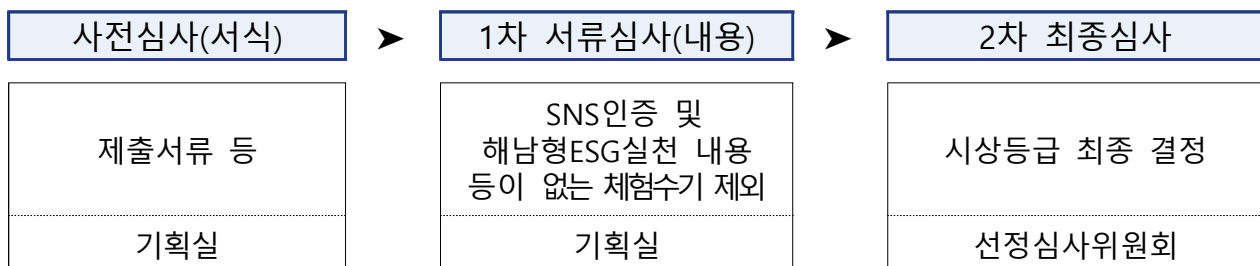 사전심사(서식) ➤ 1차 서류심사(내용) ➤ 2차 최종심사
제출서류 등
SNS인증 및
해남형ESG실천 내용
등이 없는 체험수기 제외
시상등급 최종 결정
기획실
기획실
선정심사위원회